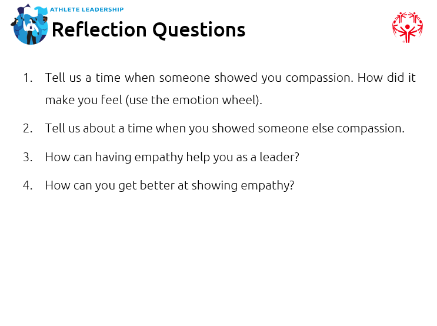 ATHLETE LEADERSHIP
Reflection Questions
1. Tell us a time when someone showed you compassion. How did it
make you feel (use the emotion wheel).
2. Tell us about a time when you showed someone else compassion.
3. How can having empathy help you as a leader?
4. How can you get better at showing empathy?